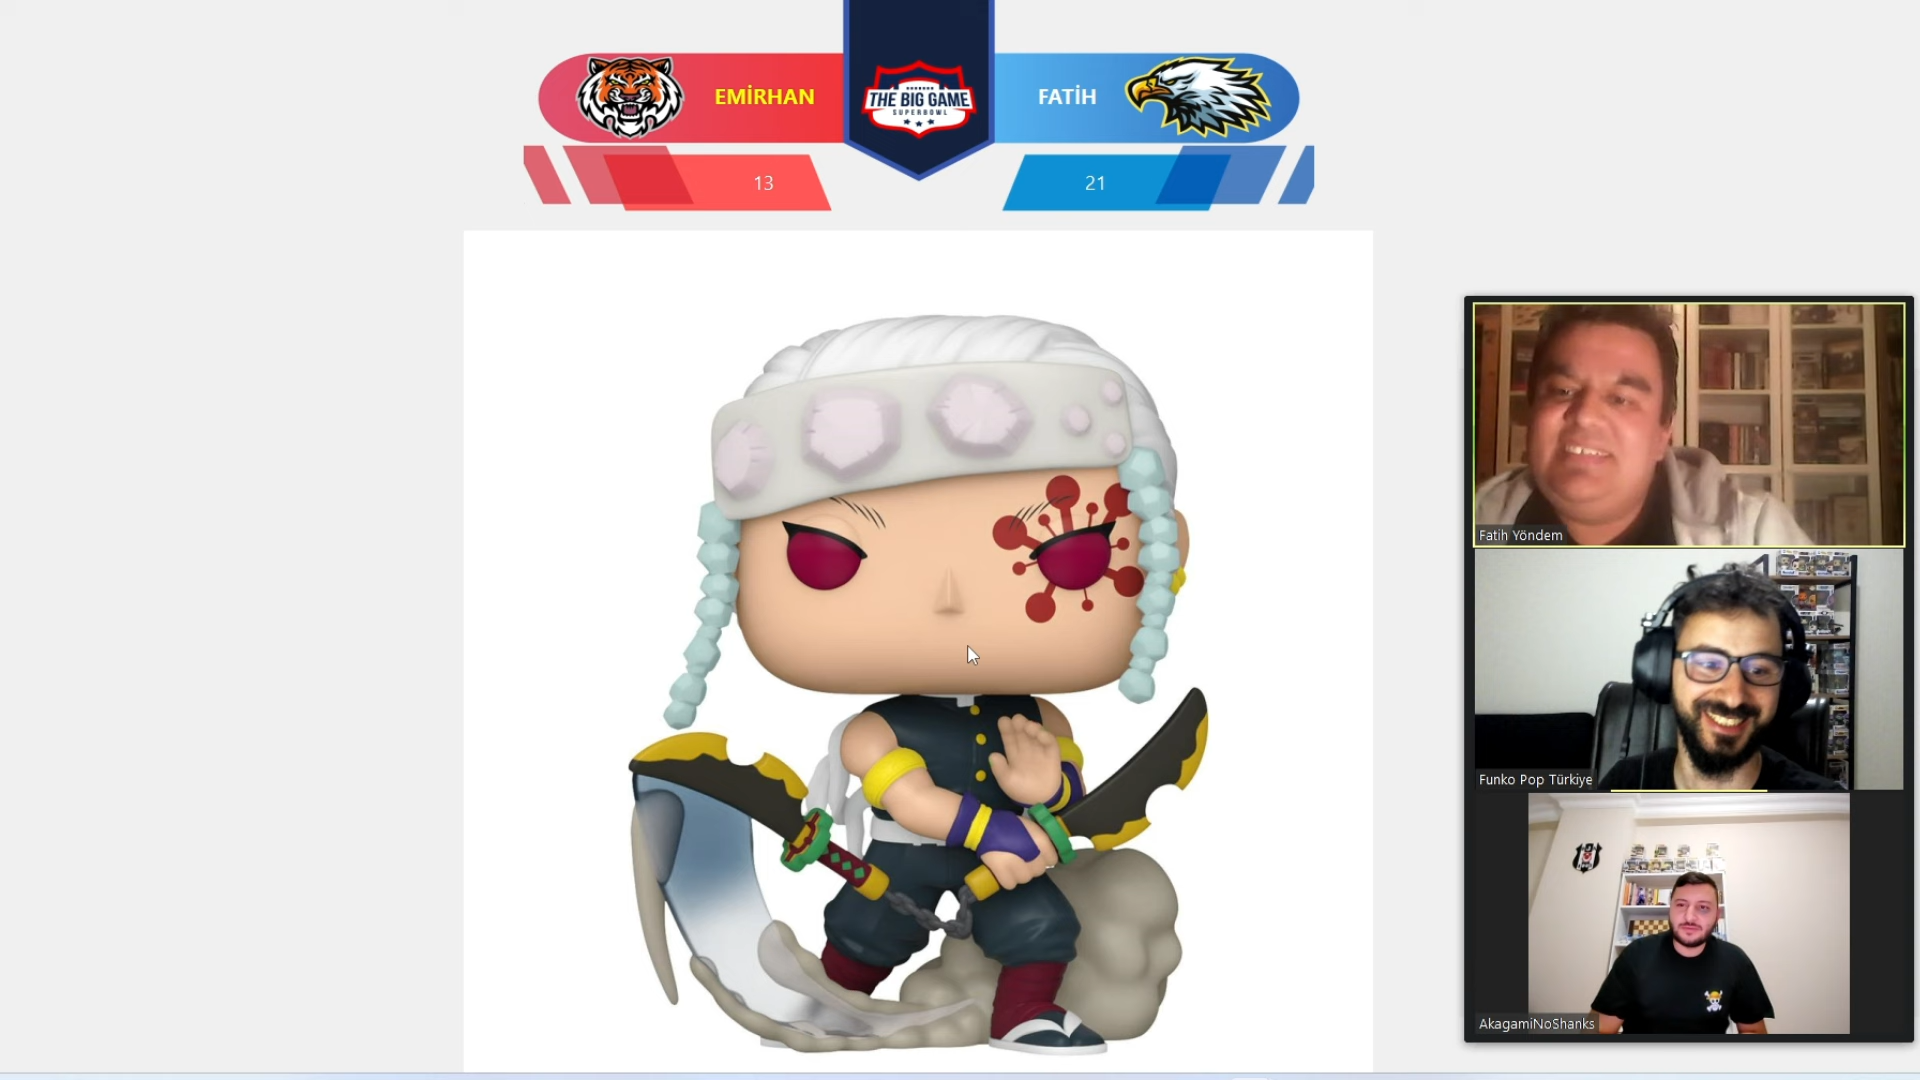 EMİRHAN
THE BIG GAME
SUPERBOWL
FATİH
13
21
Fatih Yöndem
Funko Pop Türkiye
AkagamiNoShanks